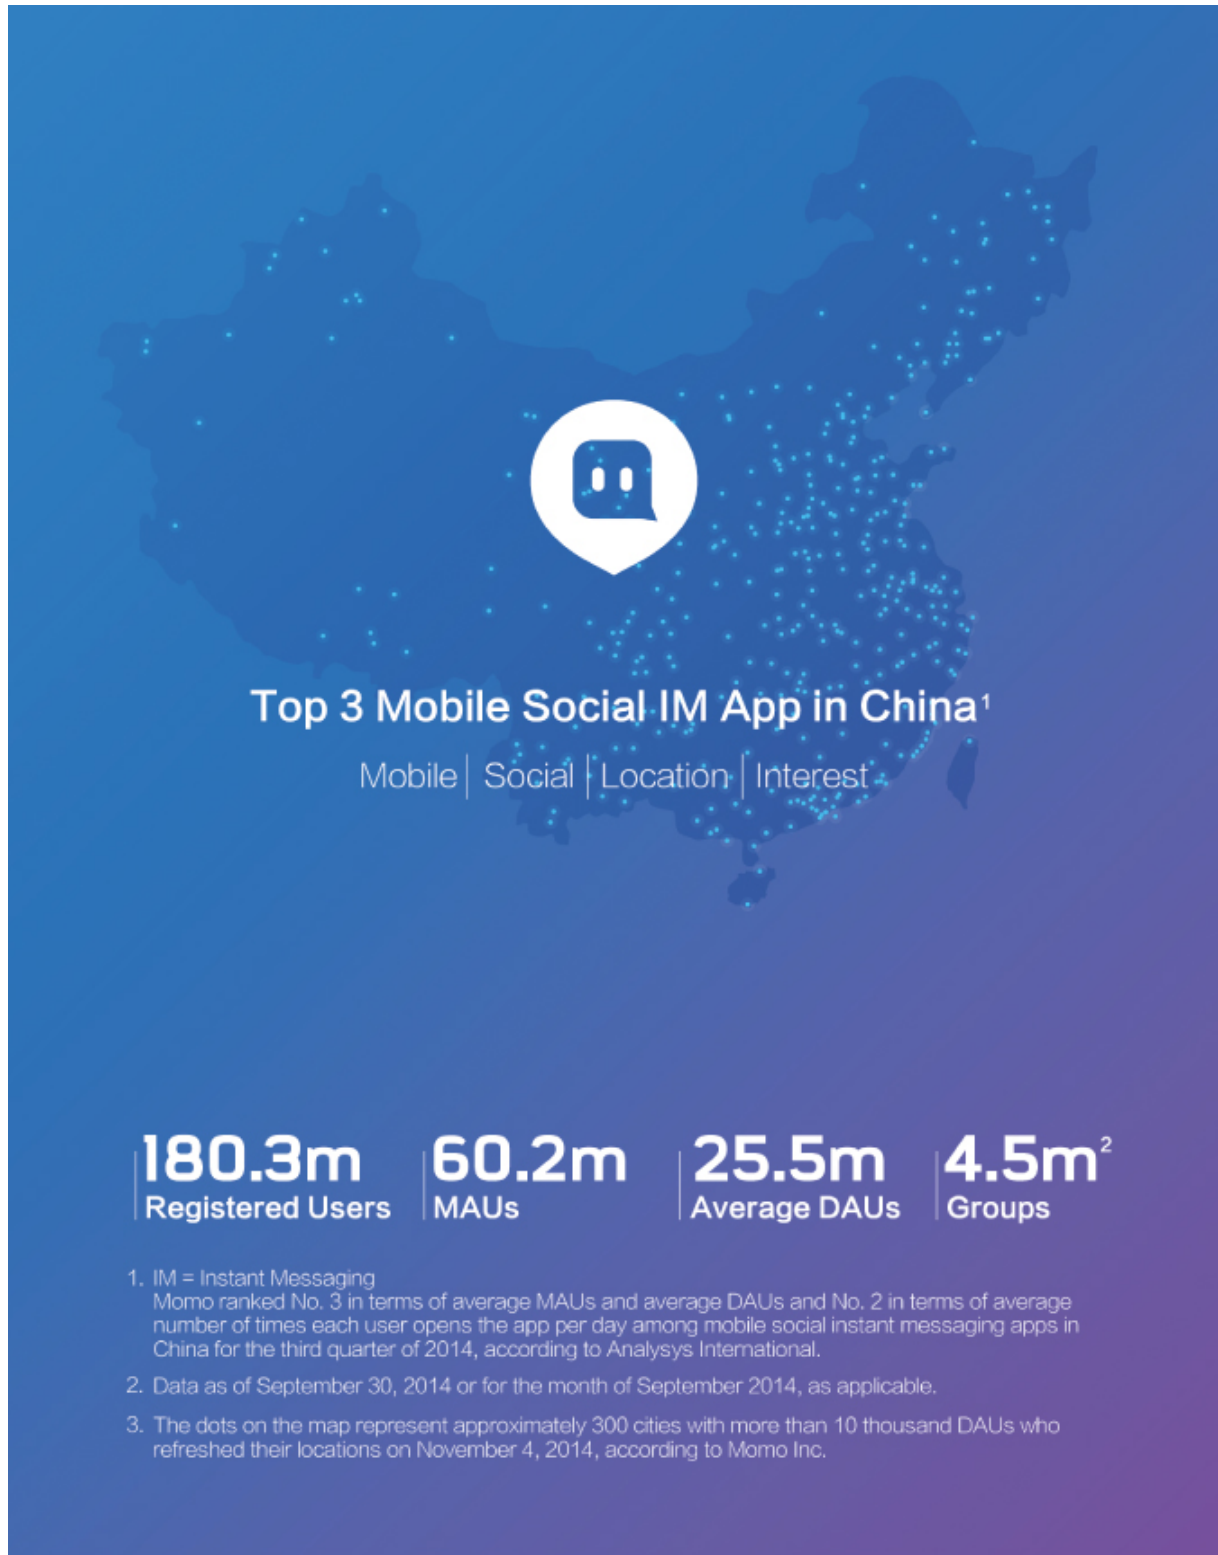 Top 3 Mobile Social IM App in China¹
Mobile | Social | Location | Interest
180.3m 60.2m 25.5m 4.5m²
Registered Users MAUs Average DAUs Groups
1. IM = Instant Messaging
Momo ranked No. 3 in terms of average MAUs and average DAUs and No. 2 in terms of average
number of times each user opens the app per day among mobile social instant messaging apps in
China for the third quarter of 2014, according to Analysys International.
2. Data as of September 30, 2014 or for the month of September 2014, as applicable.
3. The dots on the map represent approximately 300 cities with more than 10 thousand DAUs who
refreshed their locations on November 4, 2014, according to Momo Inc.